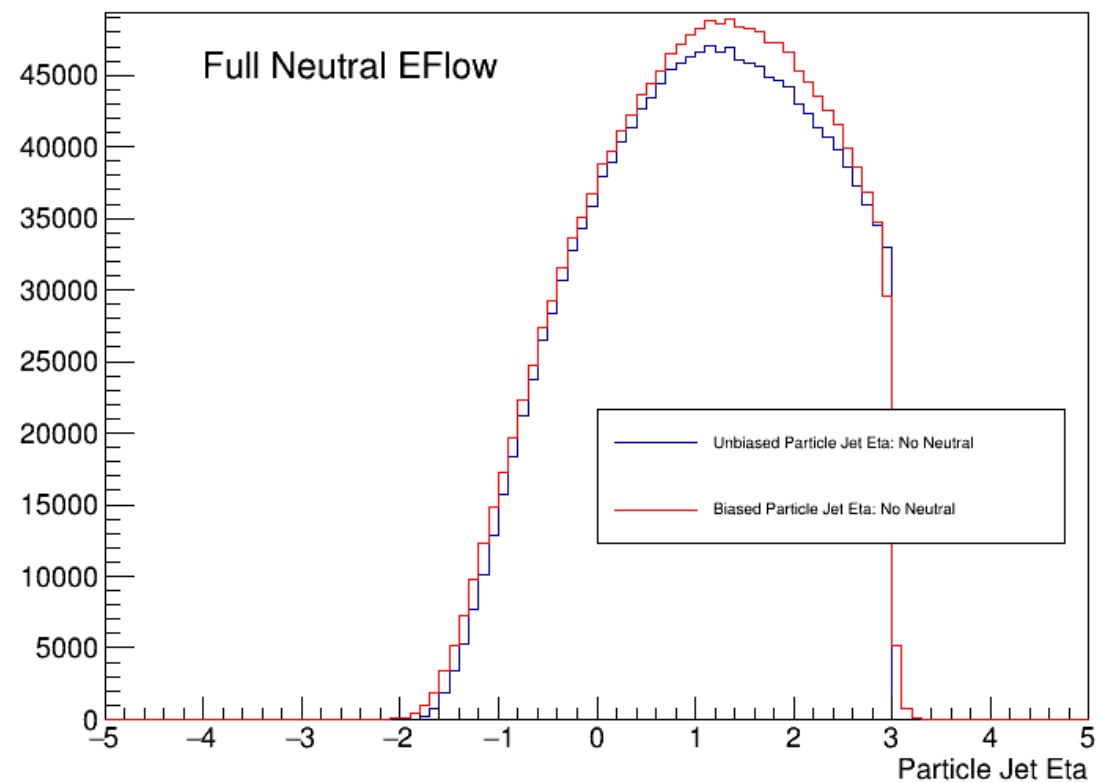 Full Neutral EFlow
45000
40000
35000
30000
25000
20000
15000
10000
5000
0
Unbiased Particle Jet Eta: No Neutral
Biased Particle Jet Eta: No Neutral
−5 −4 −3 −2 −1 0 1 2 3 4 5
Particle Jet Eta